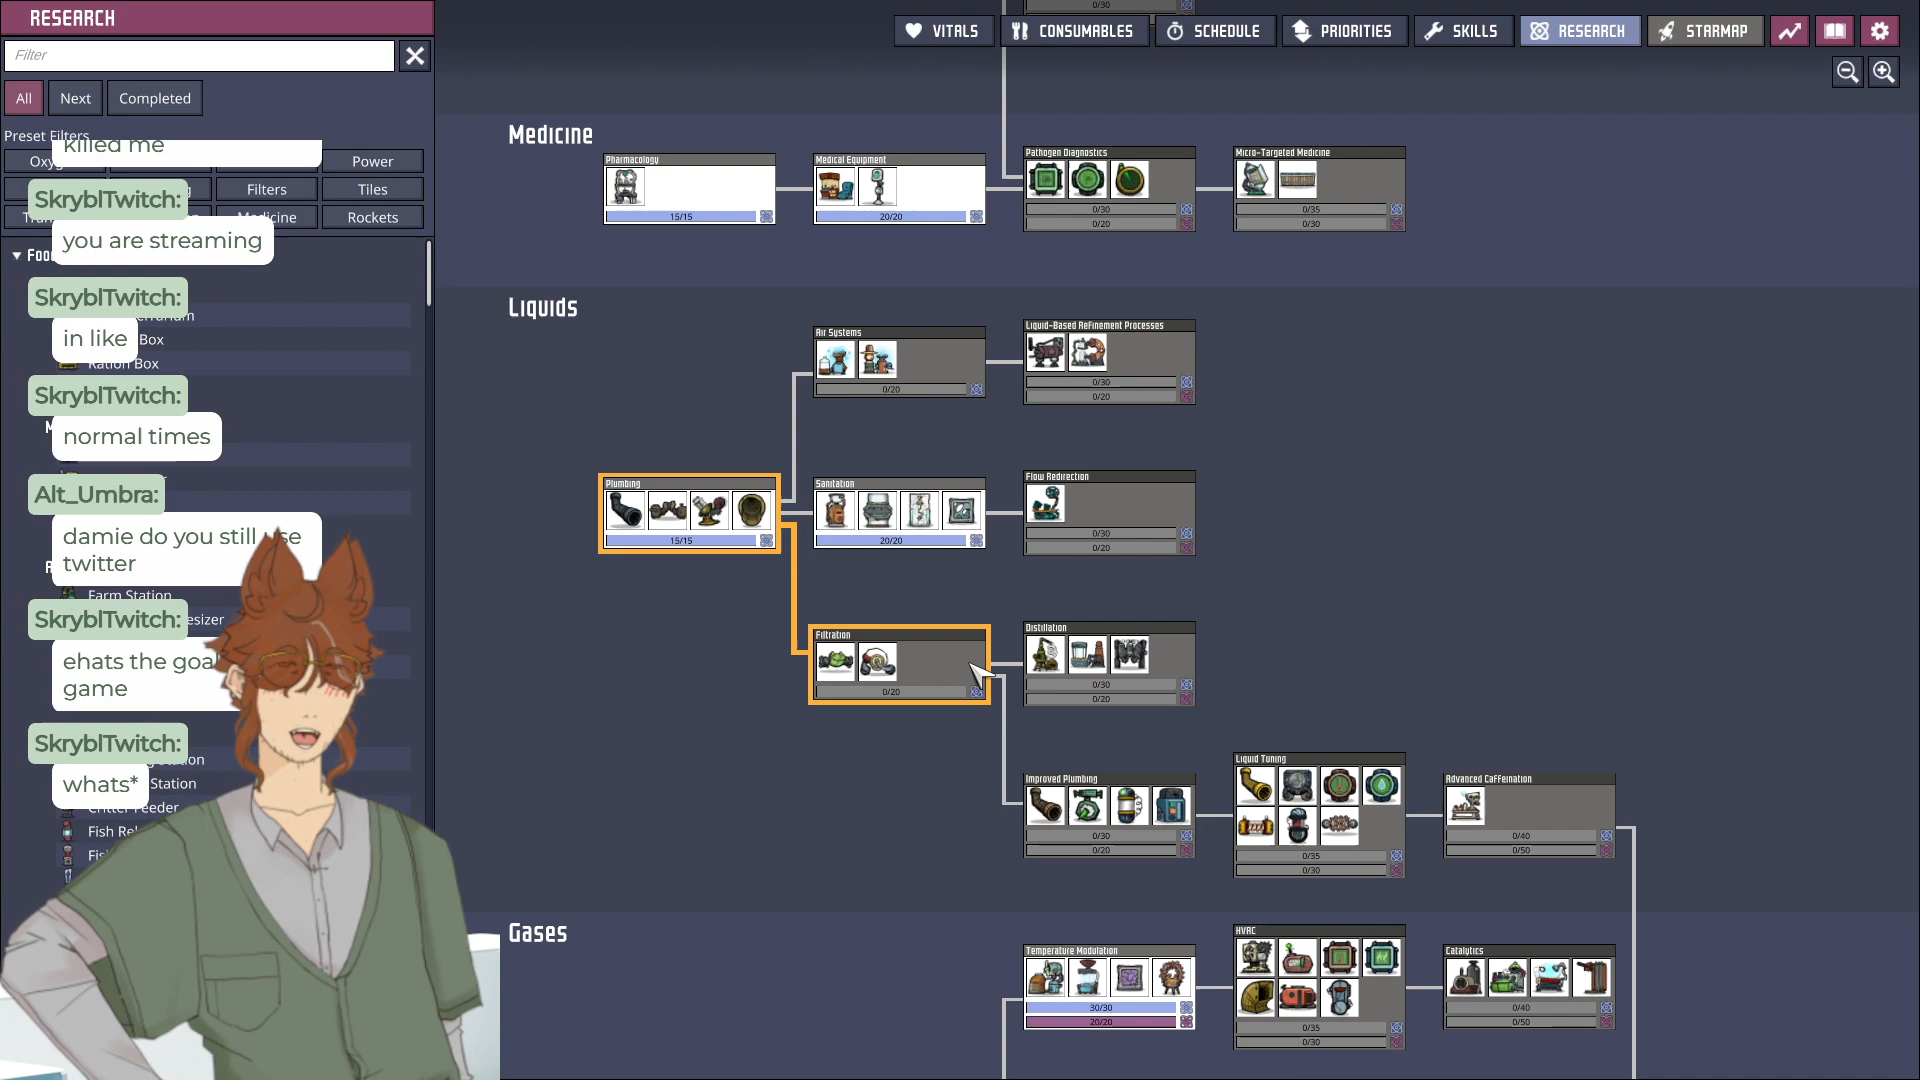 RESEARCH
Filter
All
Next
Completed
Preset Filters
Power
Filters
Tiles
Medicine
Rockets
killed me
SkryblTwitch:
you are streaming
SkryblTwitch:
in like
Box
Ration Box
SkryblTwitch:
normal times
Alt_Umbra:
damie do you still use
twitter
Farm Station
SkryblTwitch:
ehats the goal
game
SkryblTwitch:
whats*
Station
Critter Feeder
VITALS
CONSUMABLES
SCHEDULE
PRIORITIES
SKILLS
RESEARCH
STARMAP
0/30
Medicine
Pharmacology
15/15
Medical Equipment
20/20
Pathogen Diagnostics
0/30
0/20
Micro-Targeted Medicine
0/35
0/30
Liquids
Air Systems
0/20
Liquid-Based Refinement Processes
0/30
0/20
Plumbing
15/15
Sanitation
20/20
Flow Redirection
0/30
0/20
Filtration
0/20
Distillation
0/30
0/20
Improved Plumbing
0/30
0/20
Liquid Tuning
0/35
0/30
Advanced Caffeination
0/40
0/50
Gases
Temperature Modulation
30/30
20/20
HVAC
0/35
0/30
Catalytics
0/40
0/50